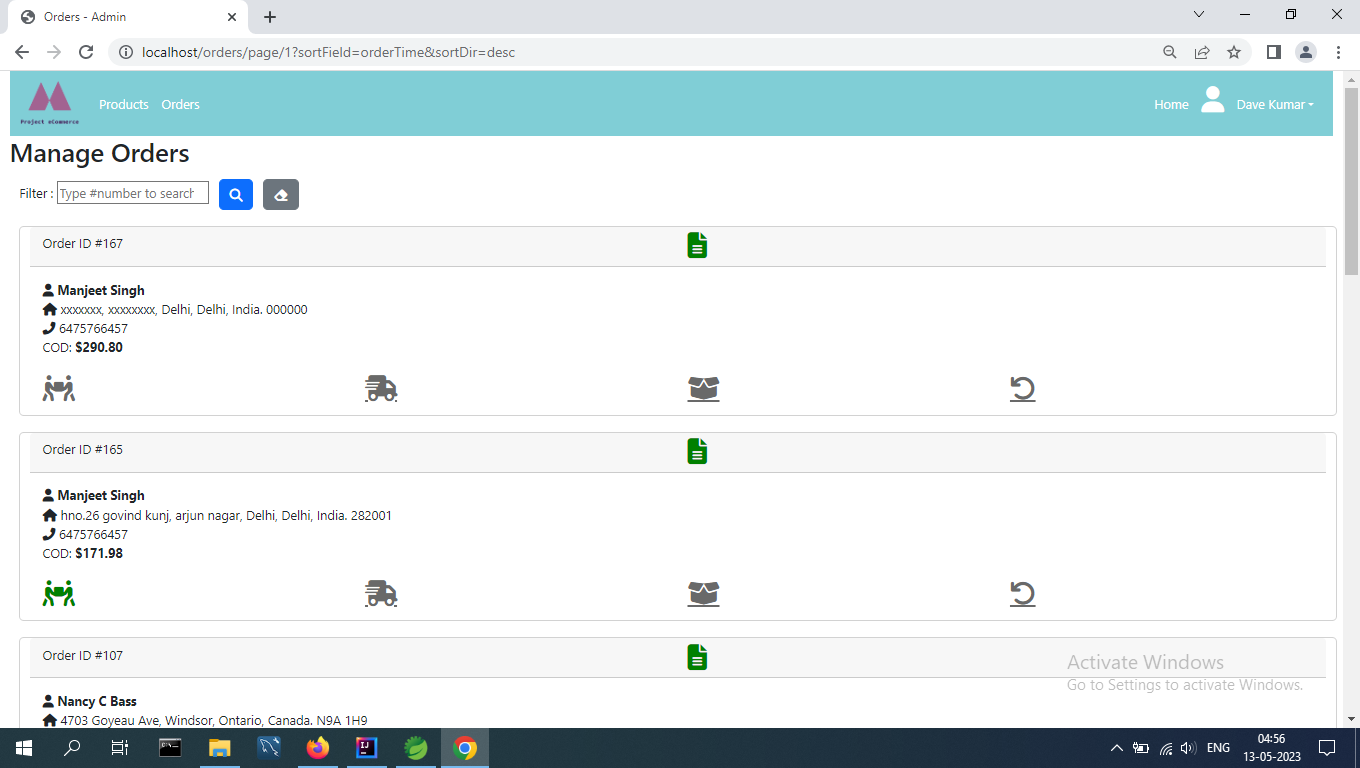 Orders - Admin
localhost/orders/page/1?sortField=orderTime&sortDir=desc
Project eCommerce
Products
Orders
Home
Dave Kumar
Manage Orders
Filter :
Type #number to search
Order ID #167
Manjeet Singh
xxxxxxx, xxxxxxxx, Delhi, Delhi, India. 000000
6475766457
COD: $290.80
Order ID #165
Manjeet Singh
hno.26 govind kunj, arjun nagar, Delhi, Delhi, India. 282001
6475766457
COD: $171.98
Order ID #107
Nancy C Bass
4703 Goyeau Ave, Windsor, Ontario, Canada. N9A 1H9
Activate Windows
Go to Settings to activate Windows.
IJ
ENG
04:56
13-05-2023